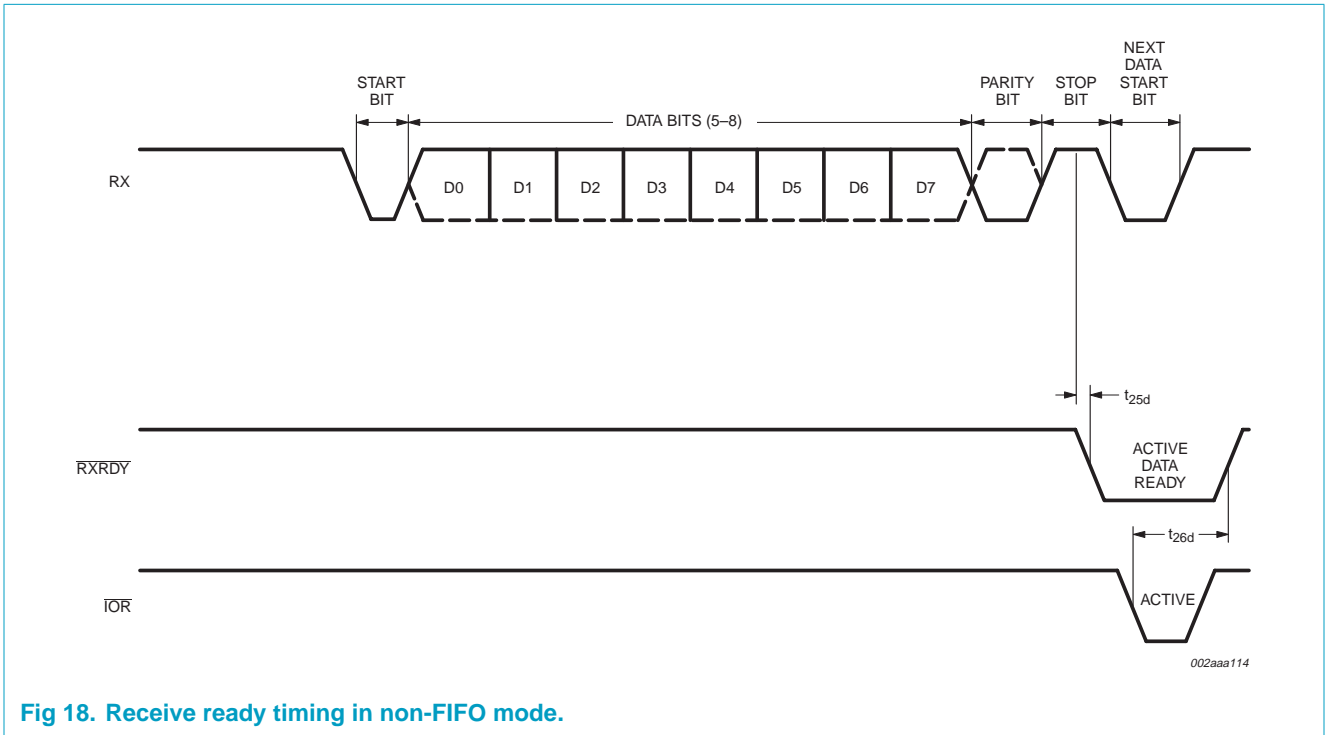 START
BIT
DATA BITS (5–8)
PARITY
BIT
STOP
BIT
NEXT
DATA
START
BIT
RX
D0
D1
D2
D3
D4
D5
D6
D7
t25d
RXRDY
ACTIVE
DATA
READY
t26d
IOR
ACTIVE
002aaa114
Fig 18. Receive ready timing in non-FIFO mode.